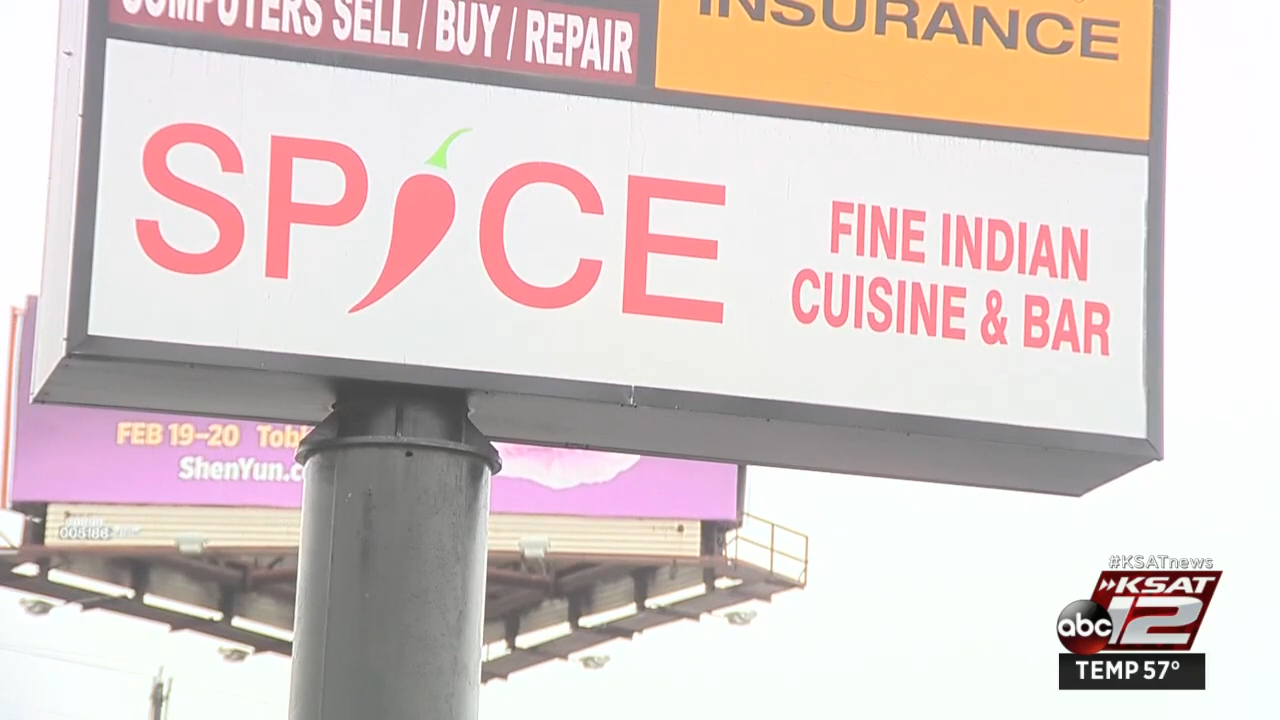 COMPUTERS SELL / BUY / REPAIR
INSURANCE
SPICE
FINE INDIAN
CUISINE & BAR
FEB 19-20
ShenYun.c
005186
#KSATnews
KSAT
abc 12
TEMP 57°